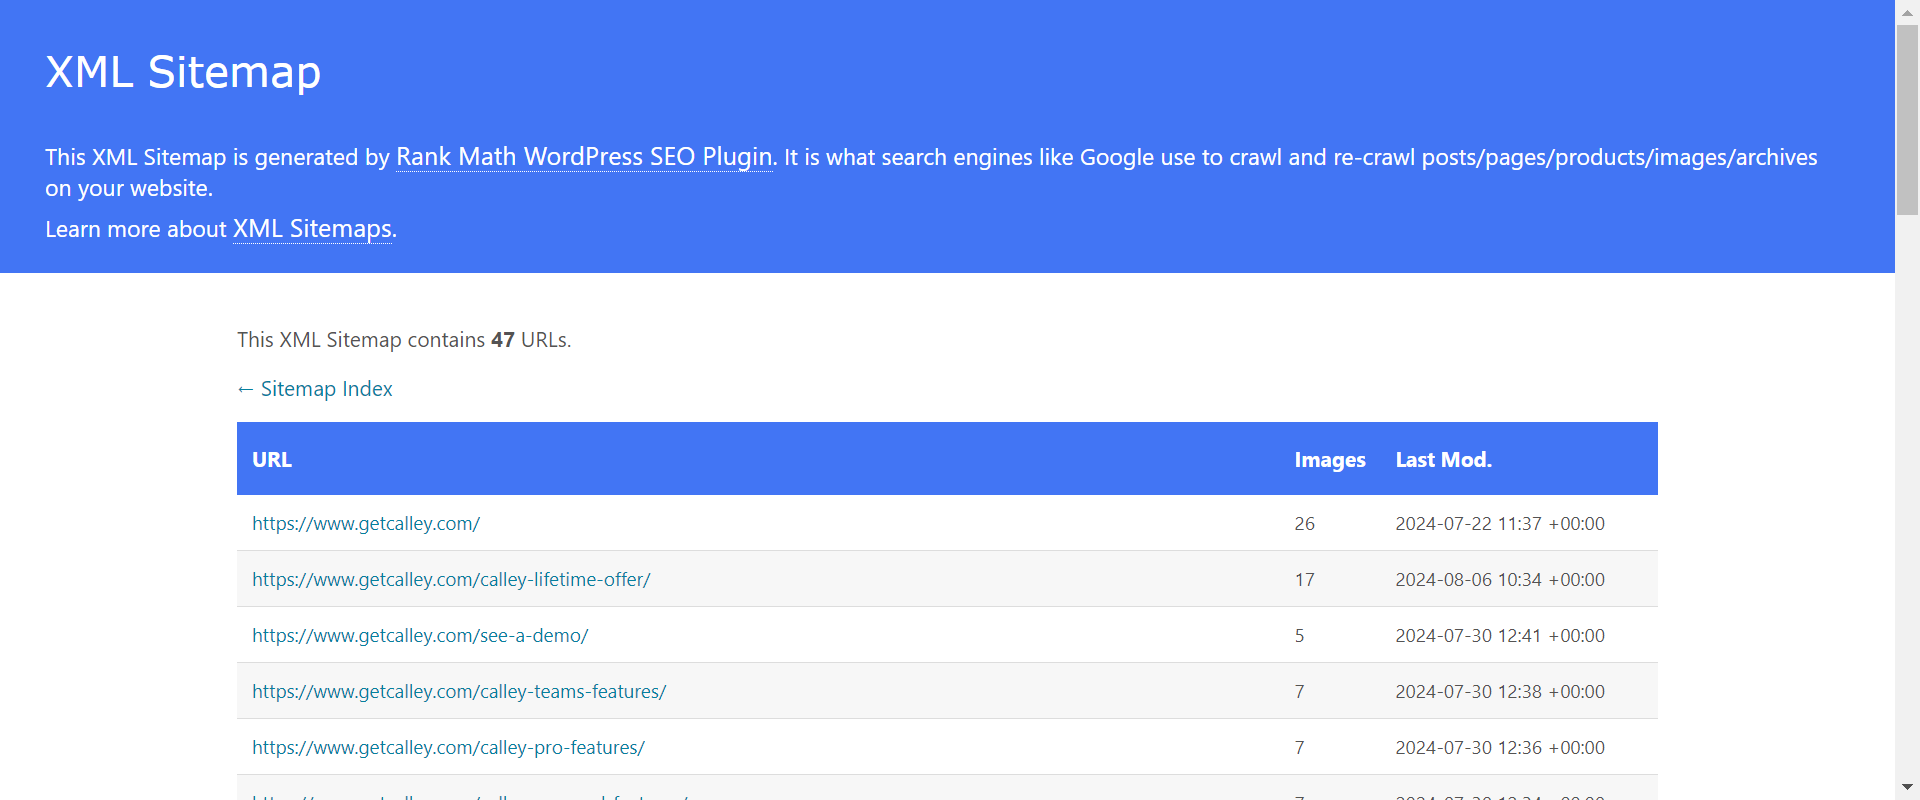 XML Sitemap
This XML Sitemap is generated by Rank Math WordPress SEO Plugin. It is what search engines like Google use to crawl and re-crawl posts/pages/products/images/archives
on your website.
Learn more about XML Sitemaps.
This XML Sitemap contains 47 URLs.
← Sitemap Index
URL Images Last Mod.
https://www.getcalley.com/ 26 2024-07-22 11:37 +00:00
https://www.getcalley.com/calley-lifetime-offer/ 17 2024-08-06 10:34 +00:00
https://www.getcalley.com/see-a-demo/ 5 2024-07-30 12:41 +00:00
https://www.getcalley.com/calley-teams-features/ 7 2024-07-30 12:38 +00:00
https://www.getcalley.com/calley-pro-features/ 7 2024-07-30 12:36 +00:00